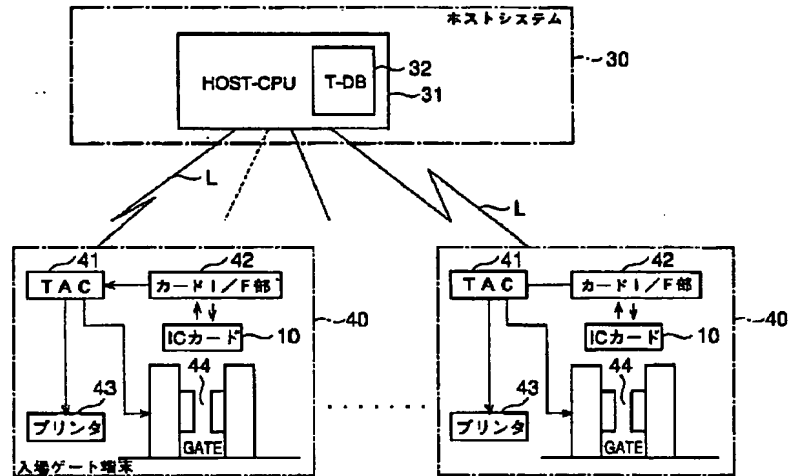 ホストシステム
30
HOST-CPU
T-DB
32
31
L
L
41
TAC
42
カードI/F部
ICカード
10
40
43
プリンタ
44
GATE
入場ゲート端末
41
TAC
42
カードI/F部
ICカード
10
40
43
プリンタ
44
GATE